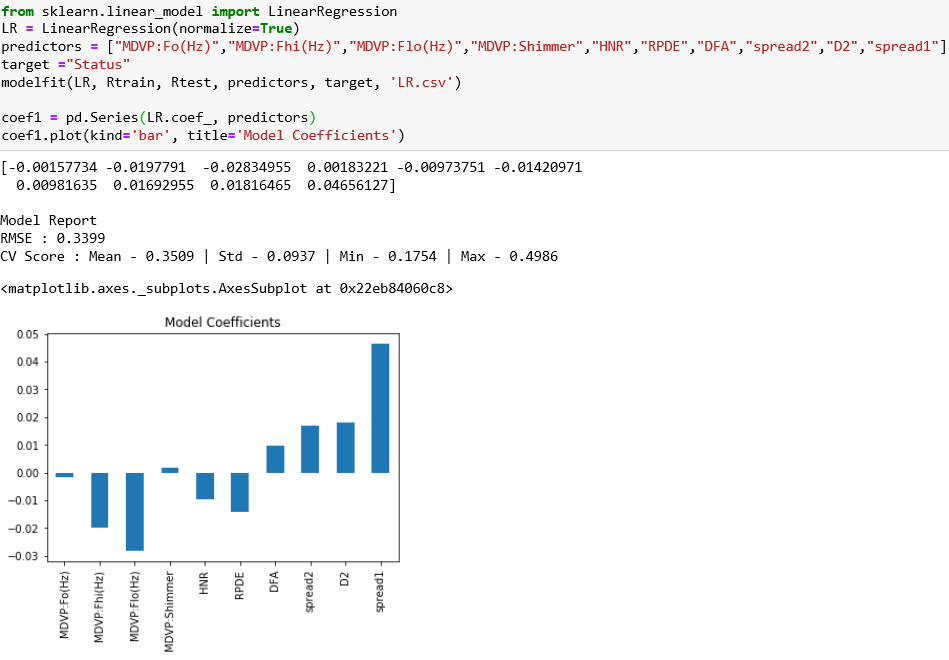 from sklearn.linear_model import LinearRegression
LR = LinearRegression(normalize=True)
predictors = ["MDVP:Fo(Hz)","MDVP:Fhi(Hz)","MDVP:Flo(Hz)","MDVP:Shimmer","HNR","RPDE","DFA","spread2","D2","spread1"]
target ="Status"
modelfit(LR, Rtrain, Rtest, predictors, target, 'LR.csv')
coef1 = pd.Series(LR.coef_, predictors)
coef1.plot(kind='bar', title='Model Coefficients')
[-0.00157734 -0.0197791  -0.02834955  0.00183221 -0.00973751 -0.01420971
  0.00981635  0.01692955  0.01816465  0.04656127]
Model Report
RMSE : 0.3399
CV Score : Mean - 0.3509 | Std - 0.0937 | Min - 0.1754 | Max - 0.4986
<matplotlib.axes._subplots.AxesSubplot at 0x22eb84060c8>
Model Coefficients
0.05
0.04
0.03
0.02
0.01
0.00
−0.01
−0.02
−0.03
MDVP:Fo(Hz)
MDVP:Fhi(Hz)
MDVP:Flo(Hz)
MDVP:Shimmer
HNR
RPDE
DFA
spread2
D2
spread1